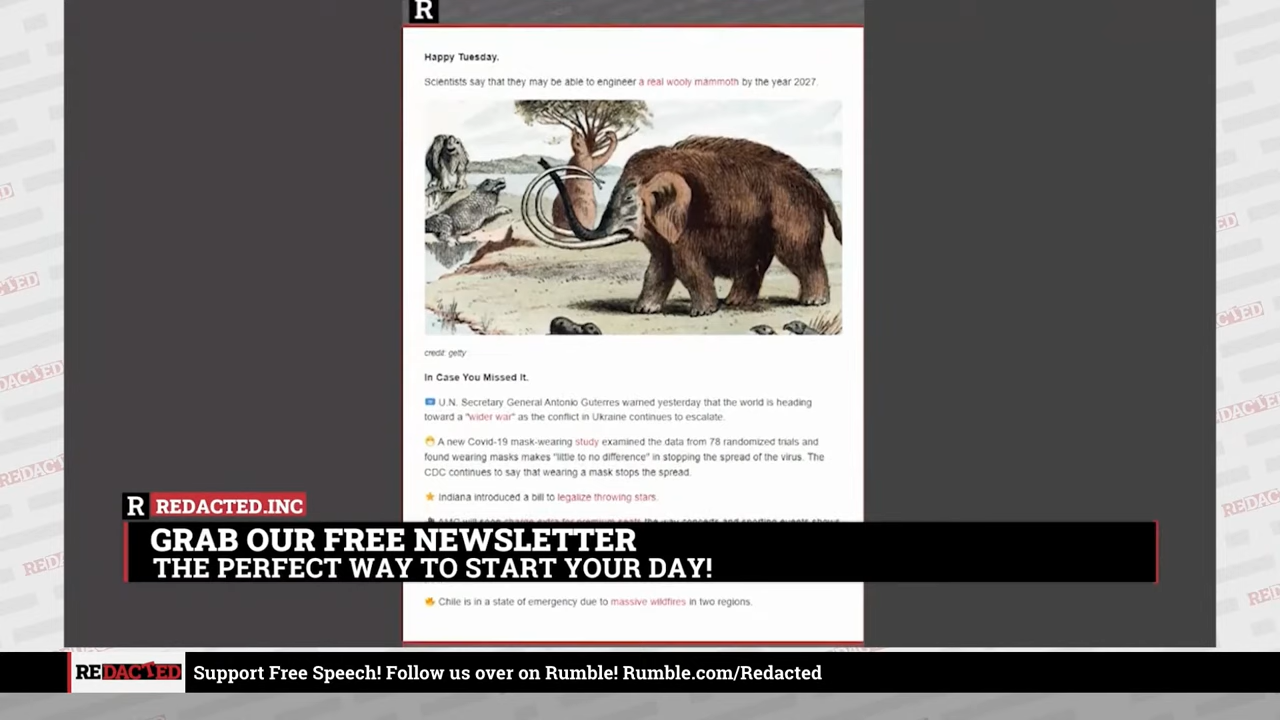 R
Happy Tuesday.
Scientists say that they may be able to engineer a real wooly mammoth by the year 2027.
credit: getty
In Case You Missed It.
U.N. Secretary General Antonio Guterres warned yesterday that the world is heading
toward a "wider war" as the conflict in Ukraine continues to escalate.
A new Covid-19 mask-wearing study examined the data from 78 randomized trials and
found wearing masks makes "little to no difference" in stopping the spread of the virus. The
CDC continues to say that wearing a mask stops the spread.
Indiana introduced a bill to legalize throwing stars.
R REDACTED.INC
GRAB OUR FREE NEWSLETTER
THE PERFECT WAY TO START YOUR DAY!
Chile is in a state of emergency due to massive wildfires in two regions.
REDACTED Support Free Speech! Follow us over on Rumble! Rumble.com/Redacted